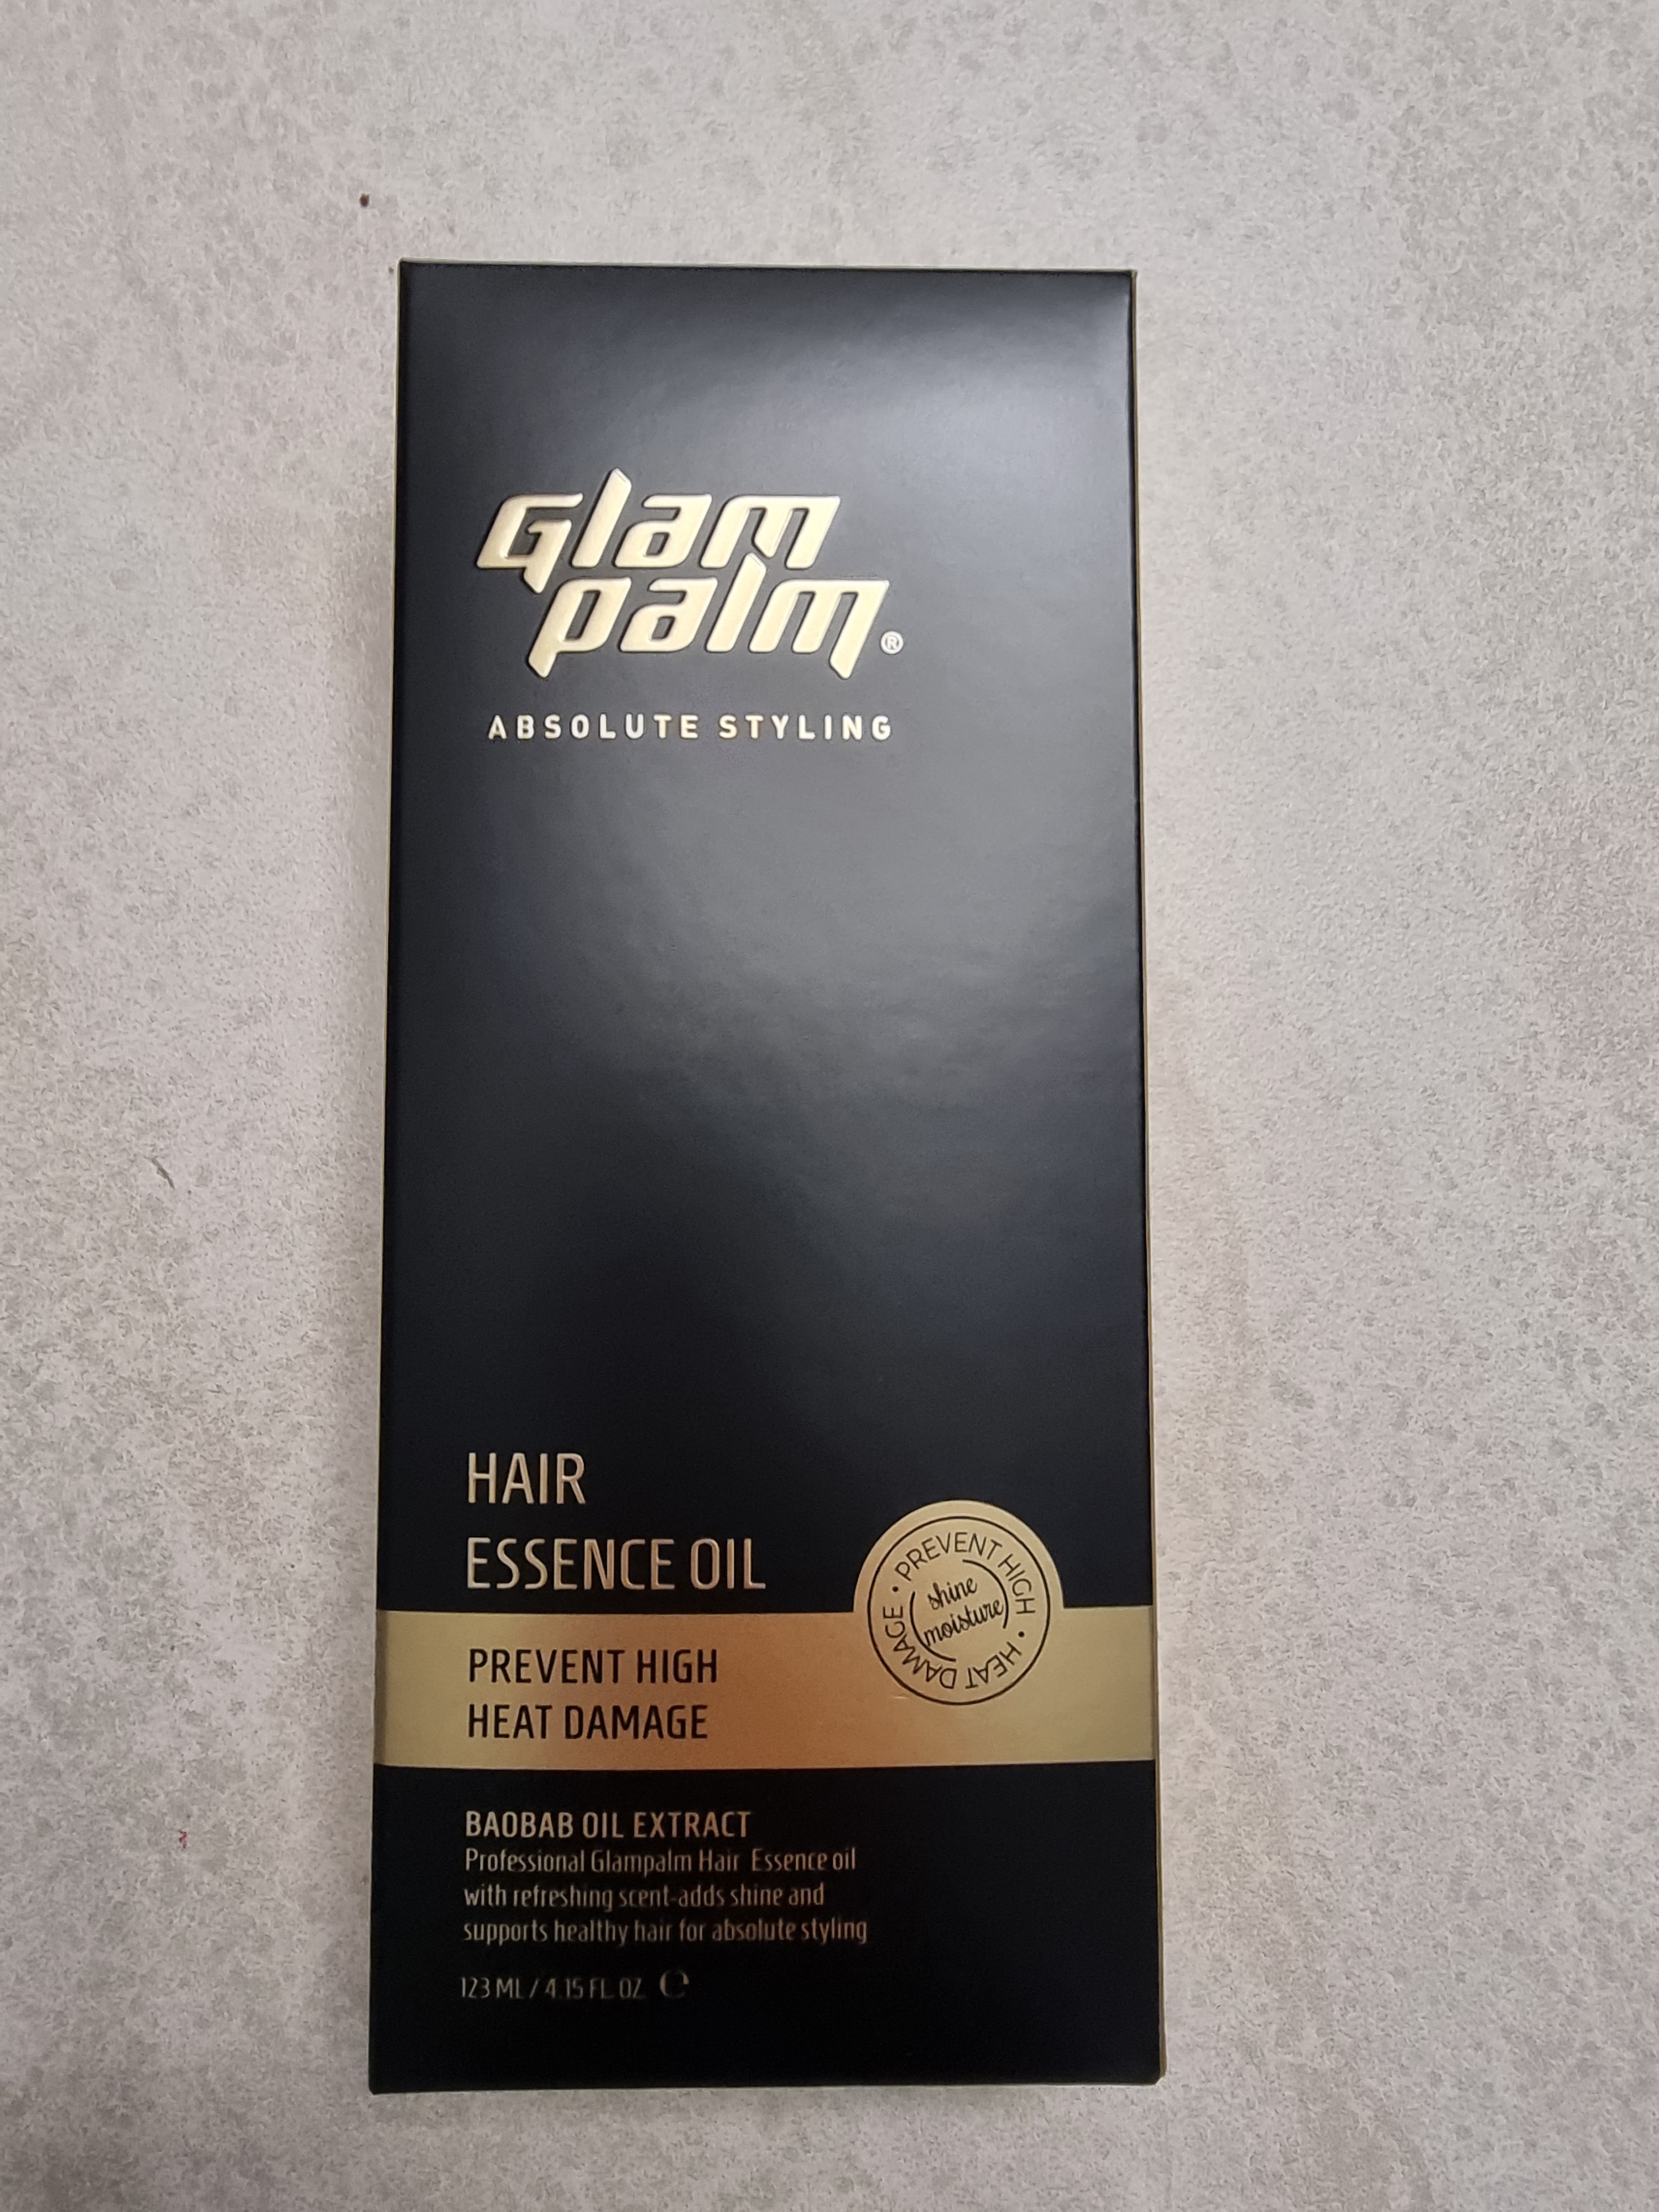 Glam
palm®
ABSOLUTE STYLING
HAIR
ESSENCE OIL
PREVENT HIGH • HEAT DAMAGE •
shine
moisture
PREVENT HIGH
HEAT DAMAGE
BAOBAB OIL EXTRACT
Professional Glampalm Hair Essence oil
with refreshing scent-adds shine and
supports healthy hair for absolute styling
123 ML / 4.15 FL. OZ. ℮